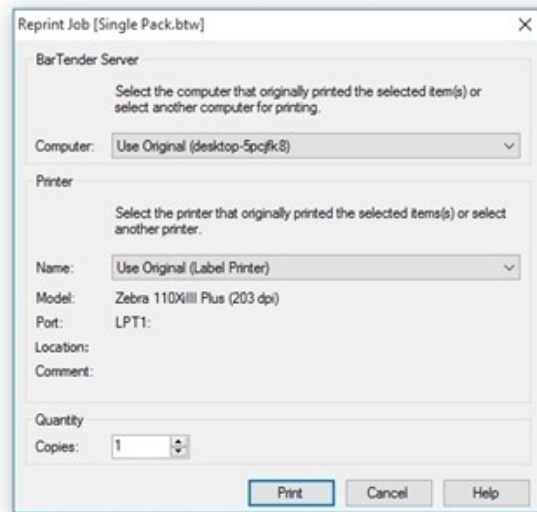 Reprint Job [Single Pack.btw]
BarTender Server
Select the computer that originally printed the selected item(s) or
select another computer for printing.
Computer: Use Original (desktop-5pcjfk8)
Printer
Select the printer that originally printed the selected items(s) or select
another printer.
Name: Use Original (Label Printer)
Model: Zebra 110XiIII Plus (203 dpi)
Port: LPT1:
Location:
Comment:
Quantity
Copies: 1
Print Cancel Help